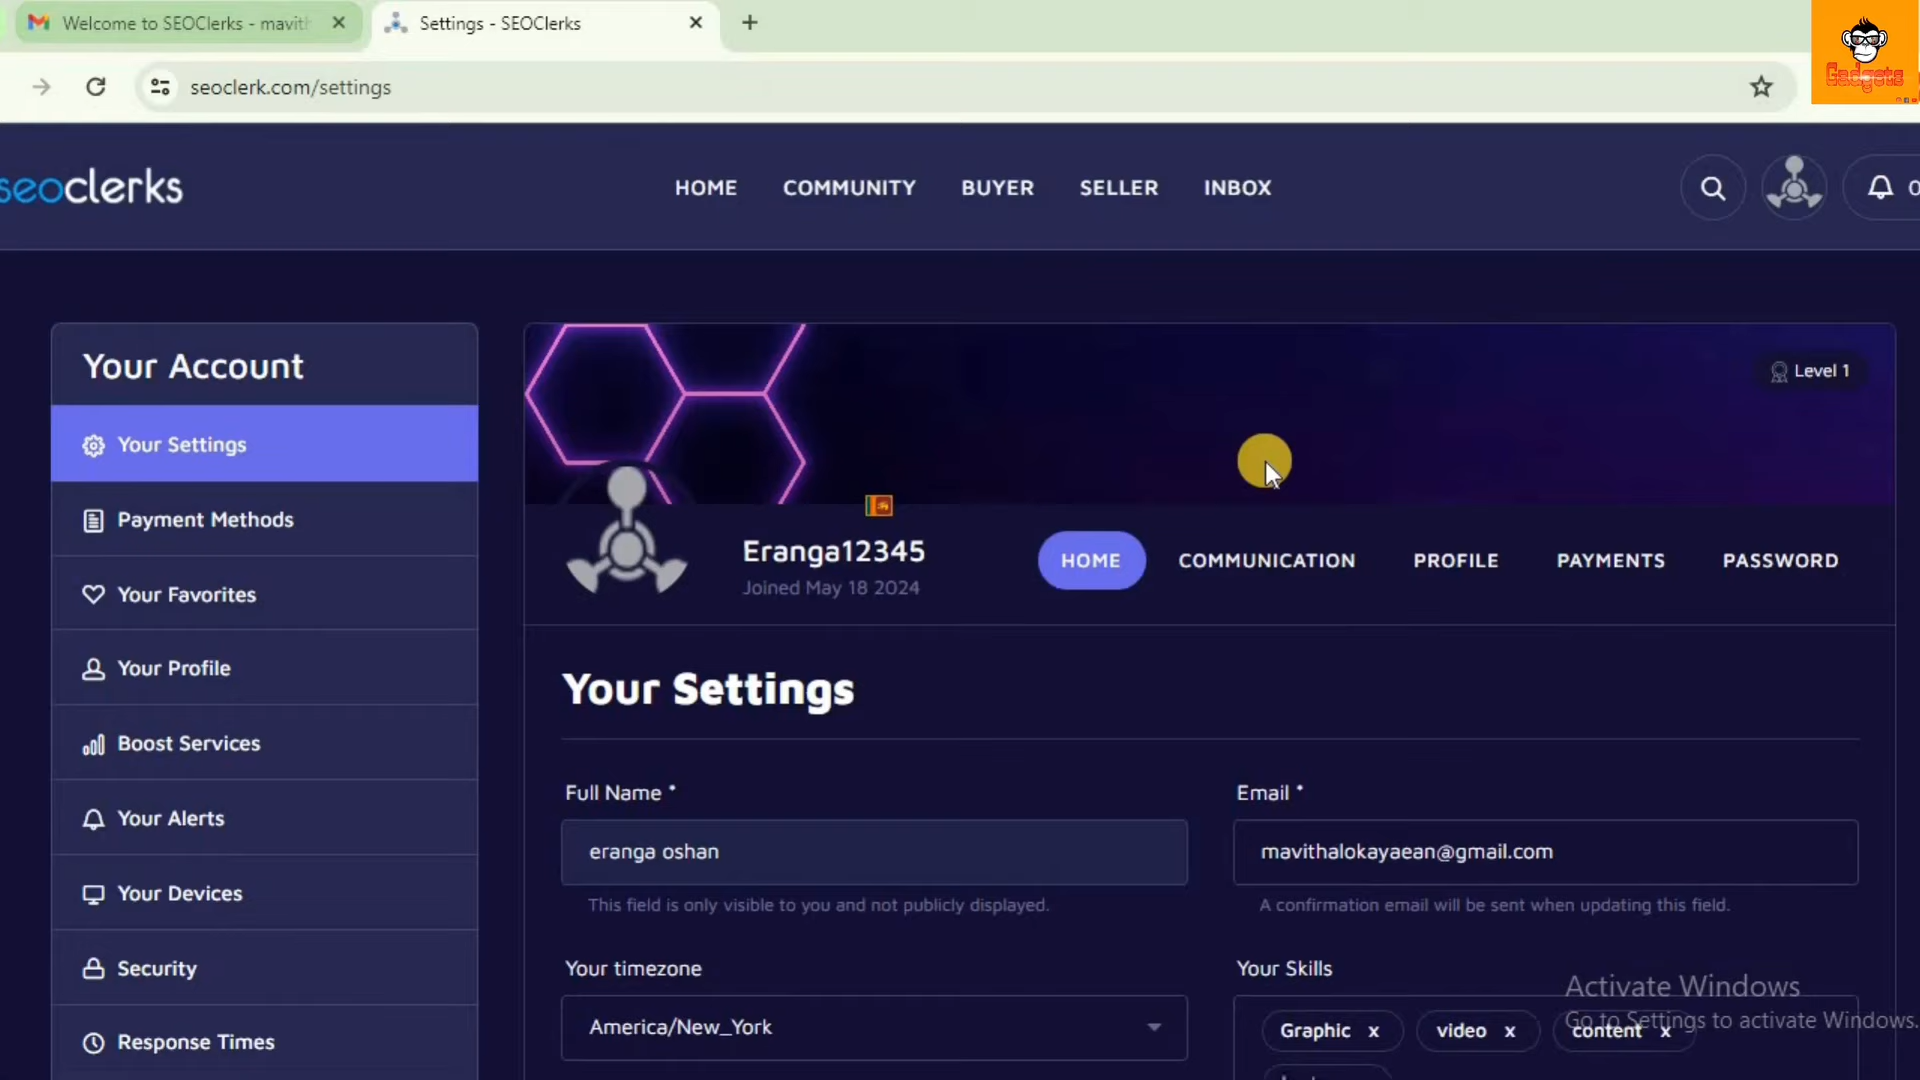 Welcome to SEOClerks - mavith
Settings - SEOClerks
seoclerk.com/settings
Gadgets
seoclerks
HOME
COMMUNITY
BUYER
SELLER
INBOX
0
Your Account
Your Settings
Payment Methods
Your Favorites
Your Profile
Boost Services
Your Alerts
Your Devices
Security
Response Times
Level 1
Eranga12345
Joined May 18 2024
HOME
COMMUNICATION
PROFILE
PAYMENTS
PASSWORD
Your Settings
Full Name *
eranga oshan
This field is only visible to you and not publicly displayed.
Email *
mavithalokayaean@gmail.com
A confirmation email will be sent when updating this field.
Your timezone
America/New_York
Your Skills
Graphic x
video x
content x
Activate Windows
Go to Settings to activate Windows.